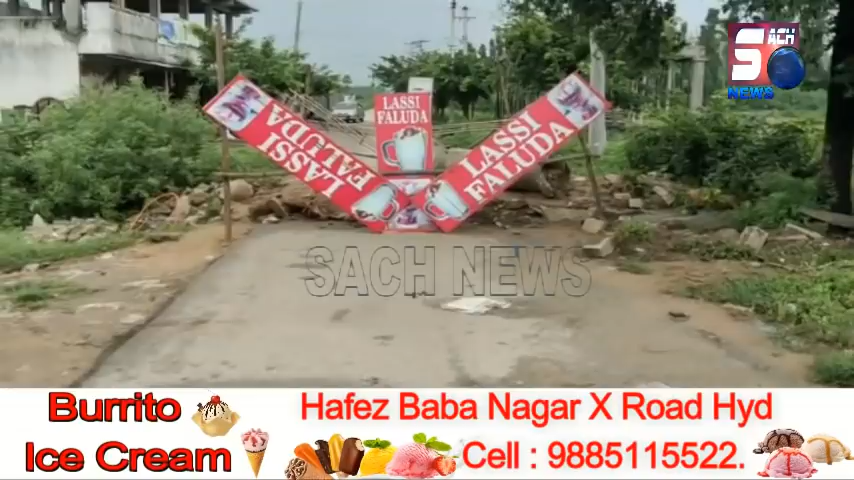 SACH
NEWS
LASSI
FALUDA
LASSI
FALUDA
LASSI
FALUDA
SACH NEWS
Burrito
Ice Cream
Hafez Baba Nagar X Road Hyd
Cell : 9885115522.